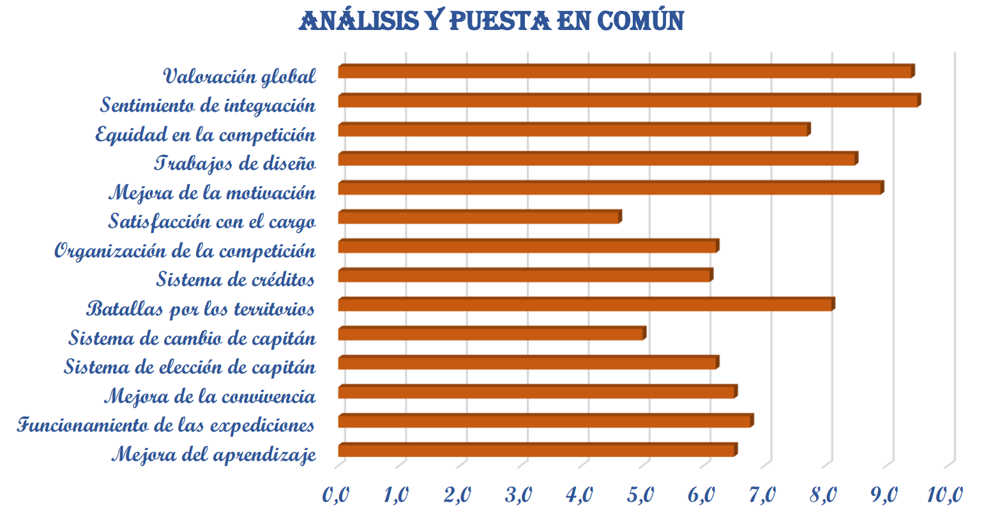 ANÁLISIS Y PUESTA EN COMÚN
Valoración global
Sentimiento de integración
Equidad en la competición
Trabajos de diseño
Mejora de la motivación
Satisfacción con el cargo
Organización de la competición
Sistema de créditos
Batallas por los territorios
Sistema de cambio de capitán
Sistema de elección de capitán
Mejora de la convivencia
Funcionamiento de las expediciones
Mejora del aprendizaje
0,0 1,0 2,0 3,0 4,0 5,0 6,0 7,0 8,0 9,0 10,0